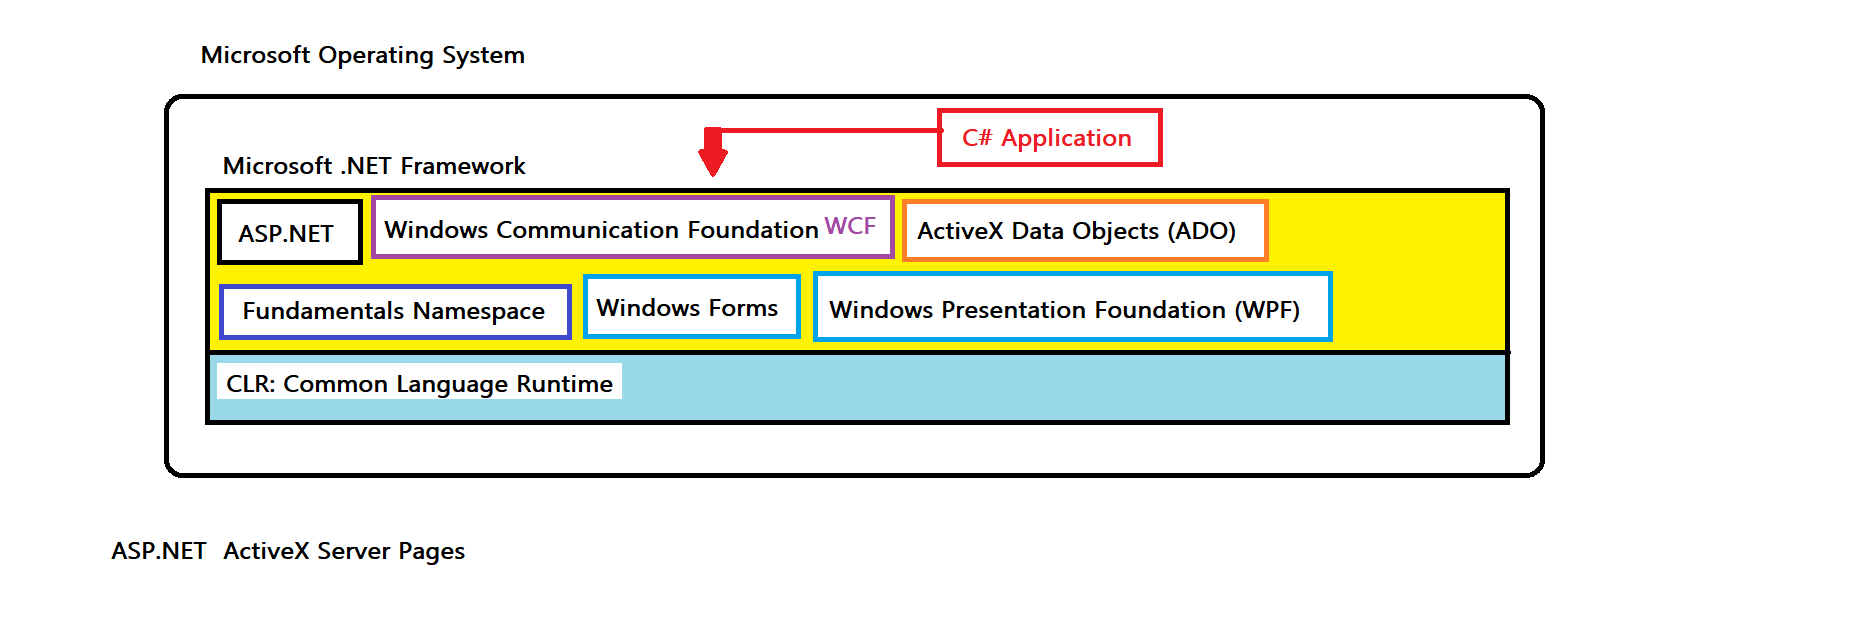 Microsoft Operating System
C# Application
Microsoft .NET Framework
ASP.NET
Windows Communication Foundation WCF
ActiveX Data Objects (ADO)
Fundamentals Namespace
Windows Forms
Windows Presentation Foundation (WPF)
CLR: Common Language Runtime
ASP.NET ActiveX Server Pages